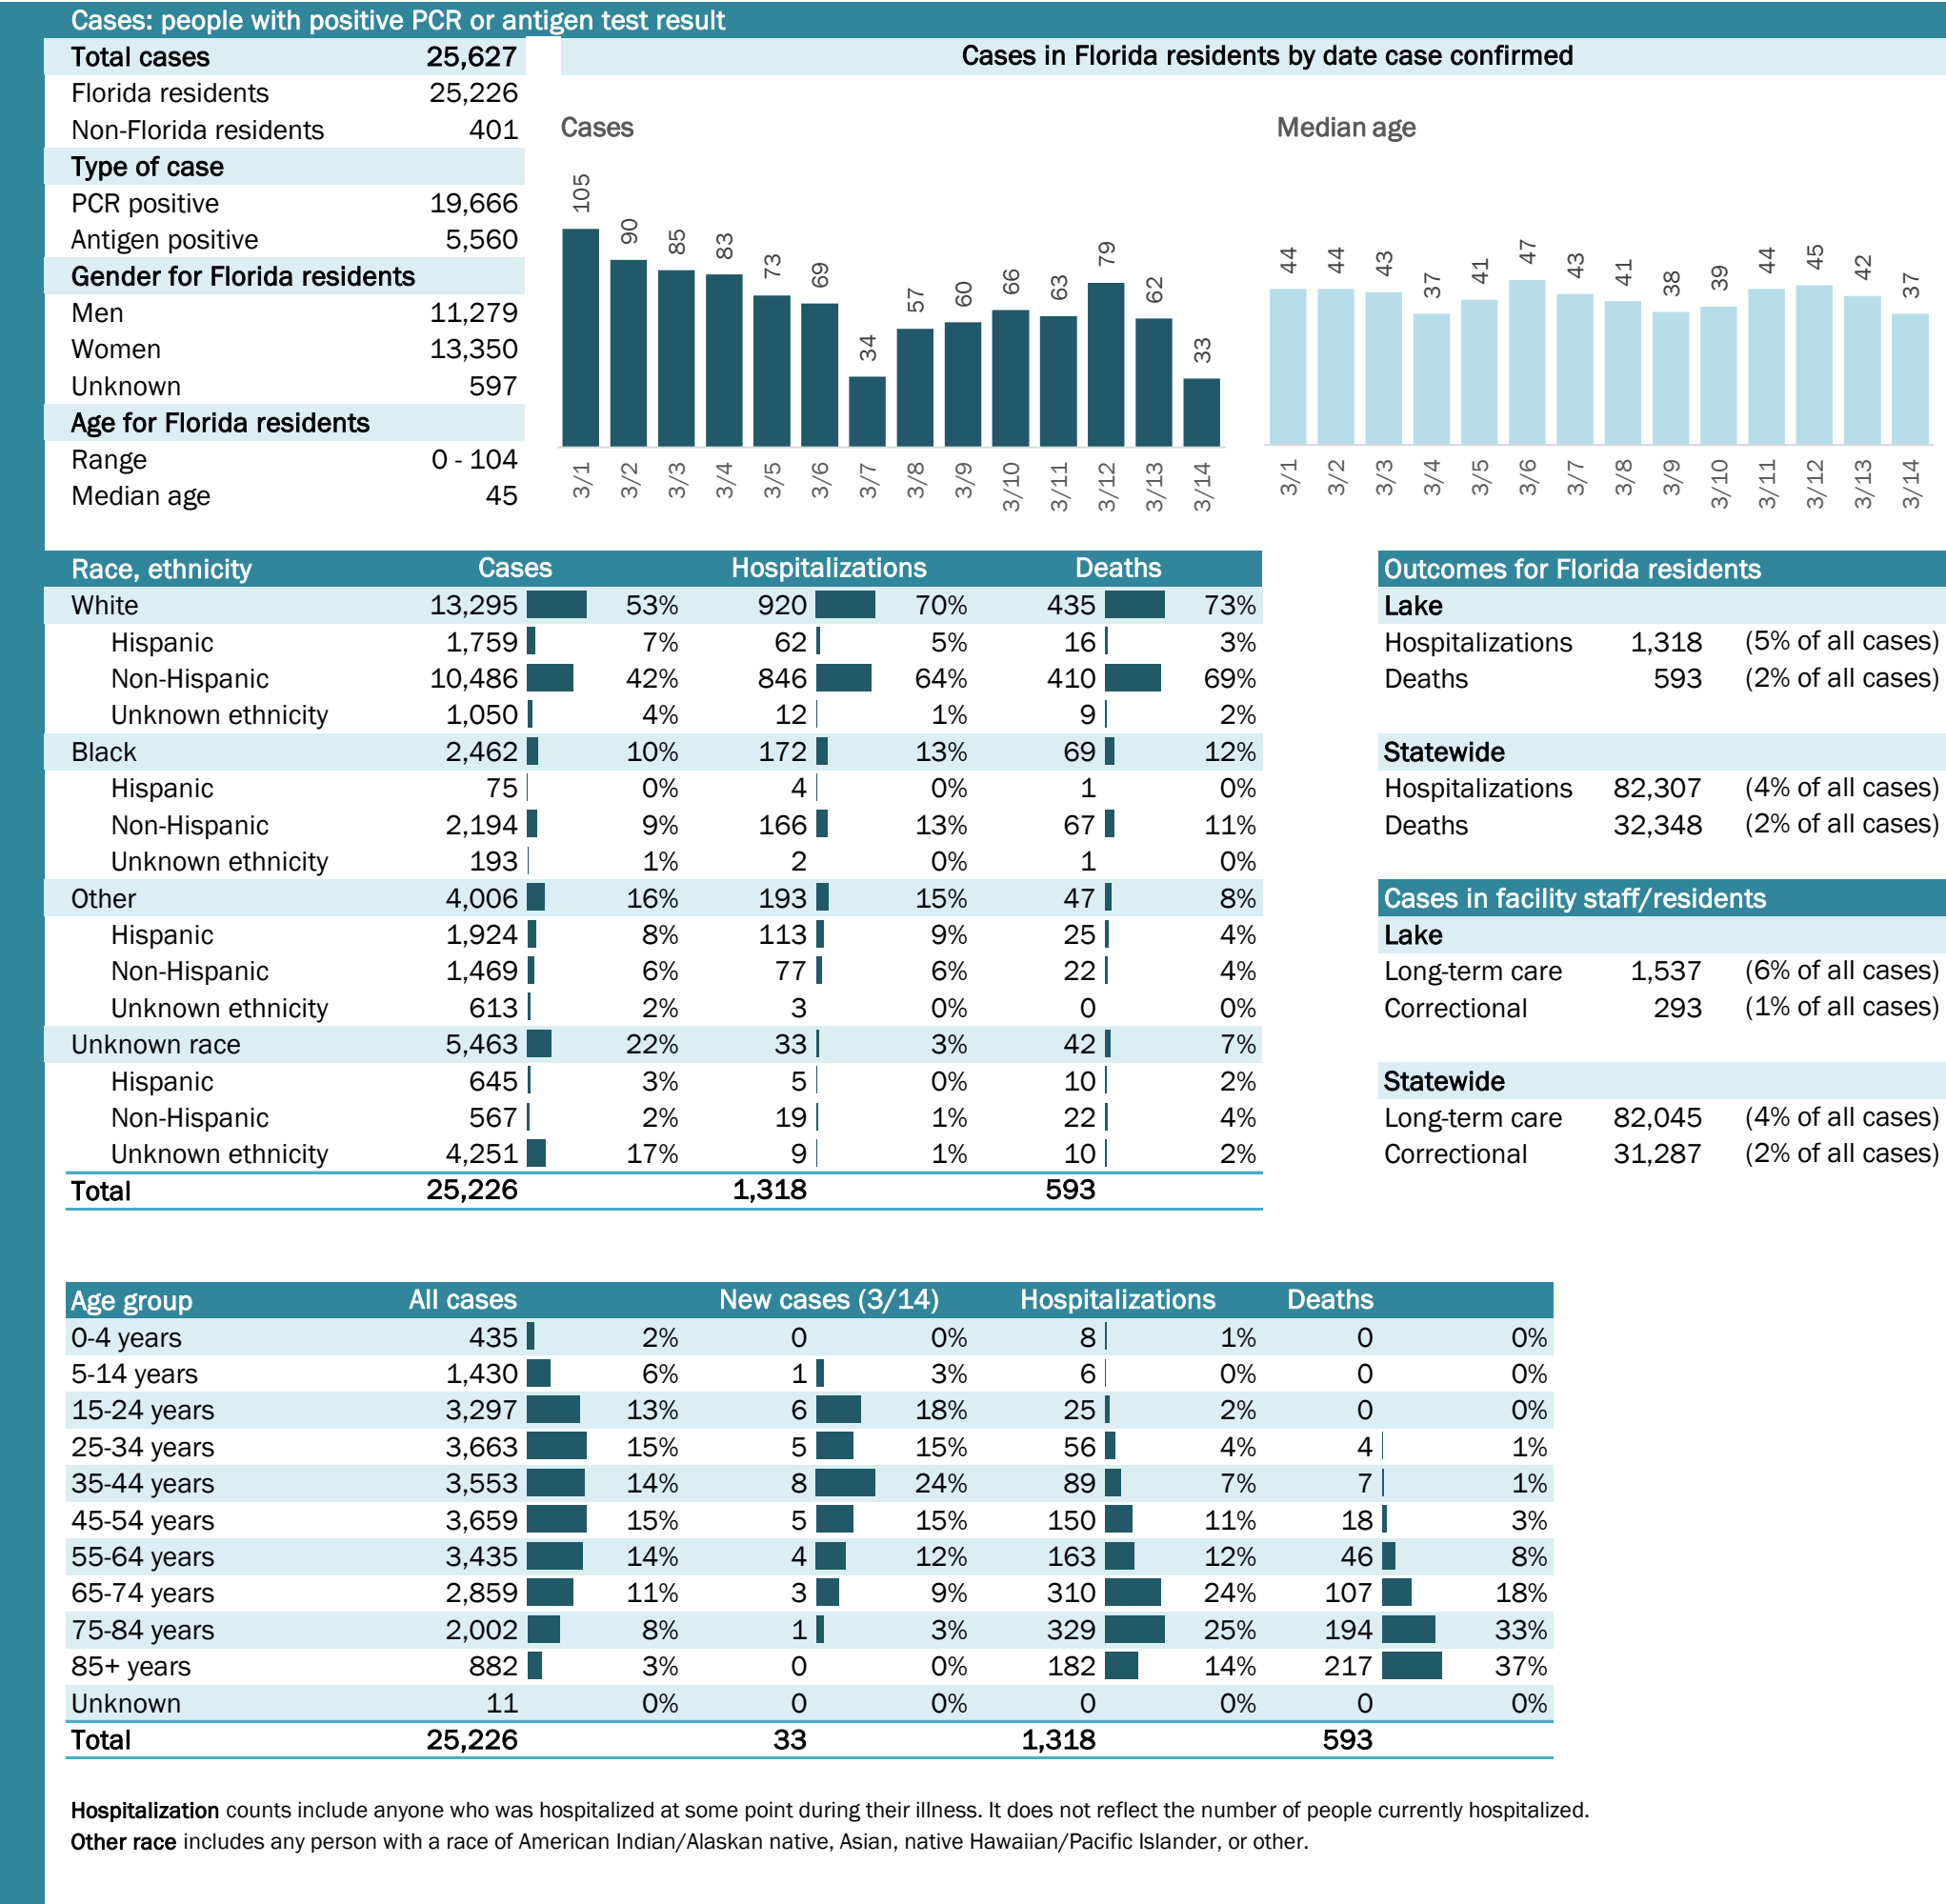 Cases: people with positive PCR or antigen test result
Total cases 25,627
Florida residents 25,226
Non-Florida residents 401
Type of case
PCR positive 19,666
Antigen positive 5,560
Gender for Florida residents
Men 11,279
Women 13,350
Unknown 597
Age for Florida residents
Range 0 - 104
Median age 45
Cases in Florida residents by date case confirmed
Cases
105 90 85 83 73 69 34 57 60 66 63 79 62 33
3/1 3/2 3/3 3/4 3/5 3/6 3/7 3/8 3/9 3/10 3/11 3/12 3/13 3/14
Median age
44 44 43 37 41 47 43 41 38 39 44 45 42 37
3/1 3/2 3/3 3/4 3/5 3/6 3/7 3/8 3/9 3/10 3/11 3/12 3/13 3/14
Race, ethnicity Cases Hospitalizations Deaths
White 13,295 53% 920 70% 435 73%
Hispanic 1,759 7% 62 5% 16 3%
Non-Hispanic 10,486 42% 846 64% 410 69%
Unknown ethnicity 1,050 4% 12 1% 9 2%
Black 2,462 10% 172 13% 69 12%
Hispanic 75 0% 4 0% 1 0%
Non-Hispanic 2,194 9% 166 13% 67 11%
Unknown ethnicity 193 1% 2 0% 1 0%
Other 4,006 16% 193 15% 47 8%
Hispanic 1,924 8% 113 9% 25 4%
Non-Hispanic 1,469 6% 77 6% 22 4%
Unknown ethnicity 613 2% 3 0% 0 0%
Unknown race 5,463 22% 33 3% 42 7%
Hispanic 645 3% 5 0% 10 2%
Non-Hispanic 567 2% 19 1% 22 4%
Unknown ethnicity 4,251 17% 9 1% 10 2%
Total 25,226 1,318 593
Outcomes for Florida residents
Lake
Hospitalizations 1,318 (5% of all cases)
Deaths 593 (2% of all cases)
Statewide
Hospitalizations 82,307 (4% of all cases)
Deaths 32,348 (2% of all cases)
Cases in facility staff/residents
Lake
Long-term care 1,537 (6% of all cases)
Correctional 293 (1% of all cases)
Statewide
Long-term care 82,045 (4% of all cases)
Correctional 31,287 (2% of all cases)
Age group All cases New cases (3/14) Hospitalizations Deaths
0-4 years 435 2% 0 0% 8 1% 0 0%
5-14 years 1,430 6% 1 3% 6 0% 0 0%
15-24 years 3,297 13% 6 18% 25 2% 0 0%
25-34 years 3,663 15% 5 15% 56 4% 4 1%
35-44 years 3,553 14% 8 24% 89 7% 7 1%
45-54 years 3,659 15% 5 15% 150 11% 18 3%
55-64 years 3,435 14% 4 12% 163 12% 46 8%
65-74 years 2,859 11% 3 9% 310 24% 107 18%
75-84 years 2,002 8% 1 3% 329 25% 194 33%
85+ years 882 3% 0 0% 182 14% 217 37%
Unknown 11 0% 0 0% 0 0% 0 0%
Total 25,226 33 1,318 593
Hospitalization counts include anyone who was hospitalized at some point during their illness. It does not reflect the number of people currently hospitalized.
Other race includes any person with a race of American Indian/Alaskan native, Asian, native Hawaiian/Pacific Islander, or other.